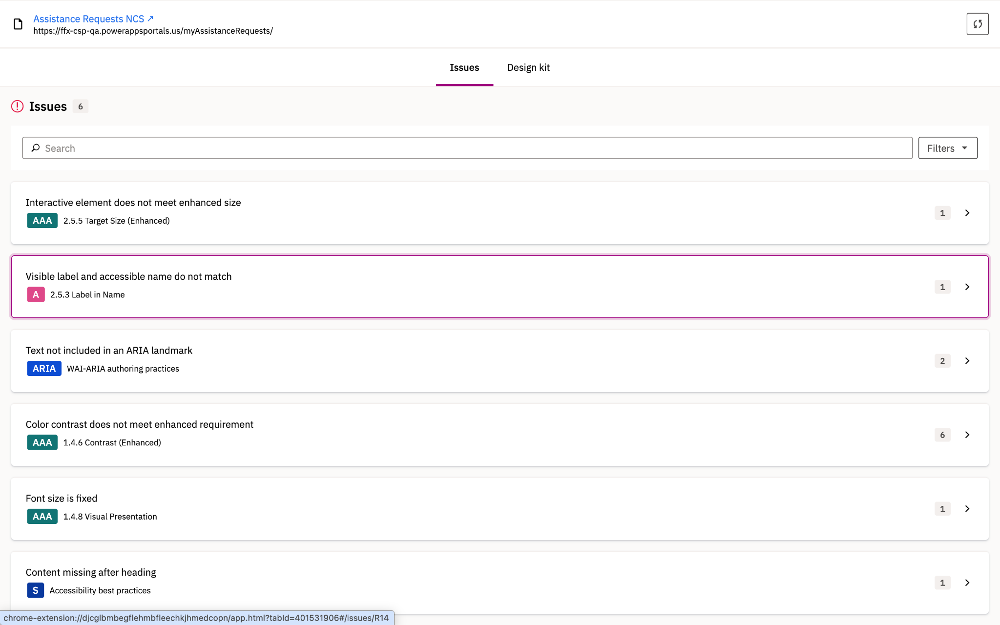 Assistance Requests NCS ↗
https://ffx-csp-qa.powerappsportals.us/myAssistanceRequests/
Issues
Design kit
Issues 6
Search
Filters
Interactive element does not meet enhanced size
AAA 2.5.5 Target Size (Enhanced)
1
Visible label and accessible name do not match
A 2.5.3 Label in Name
1
Text not included in an ARIA landmark
ARIA WAI-ARIA authoring practices
2
Color contrast does not meet enhanced requirement
AAA 1.4.6 Contrast (Enhanced)
6
Font size is fixed
AAA 1.4.8 Visual Presentation
1
Content missing after heading
S Accessibility best practices
1
chrome-extension://djcglbmbegflehmbfleechkjhmedcopn/app.html?tabId=401531906#/issues/R14